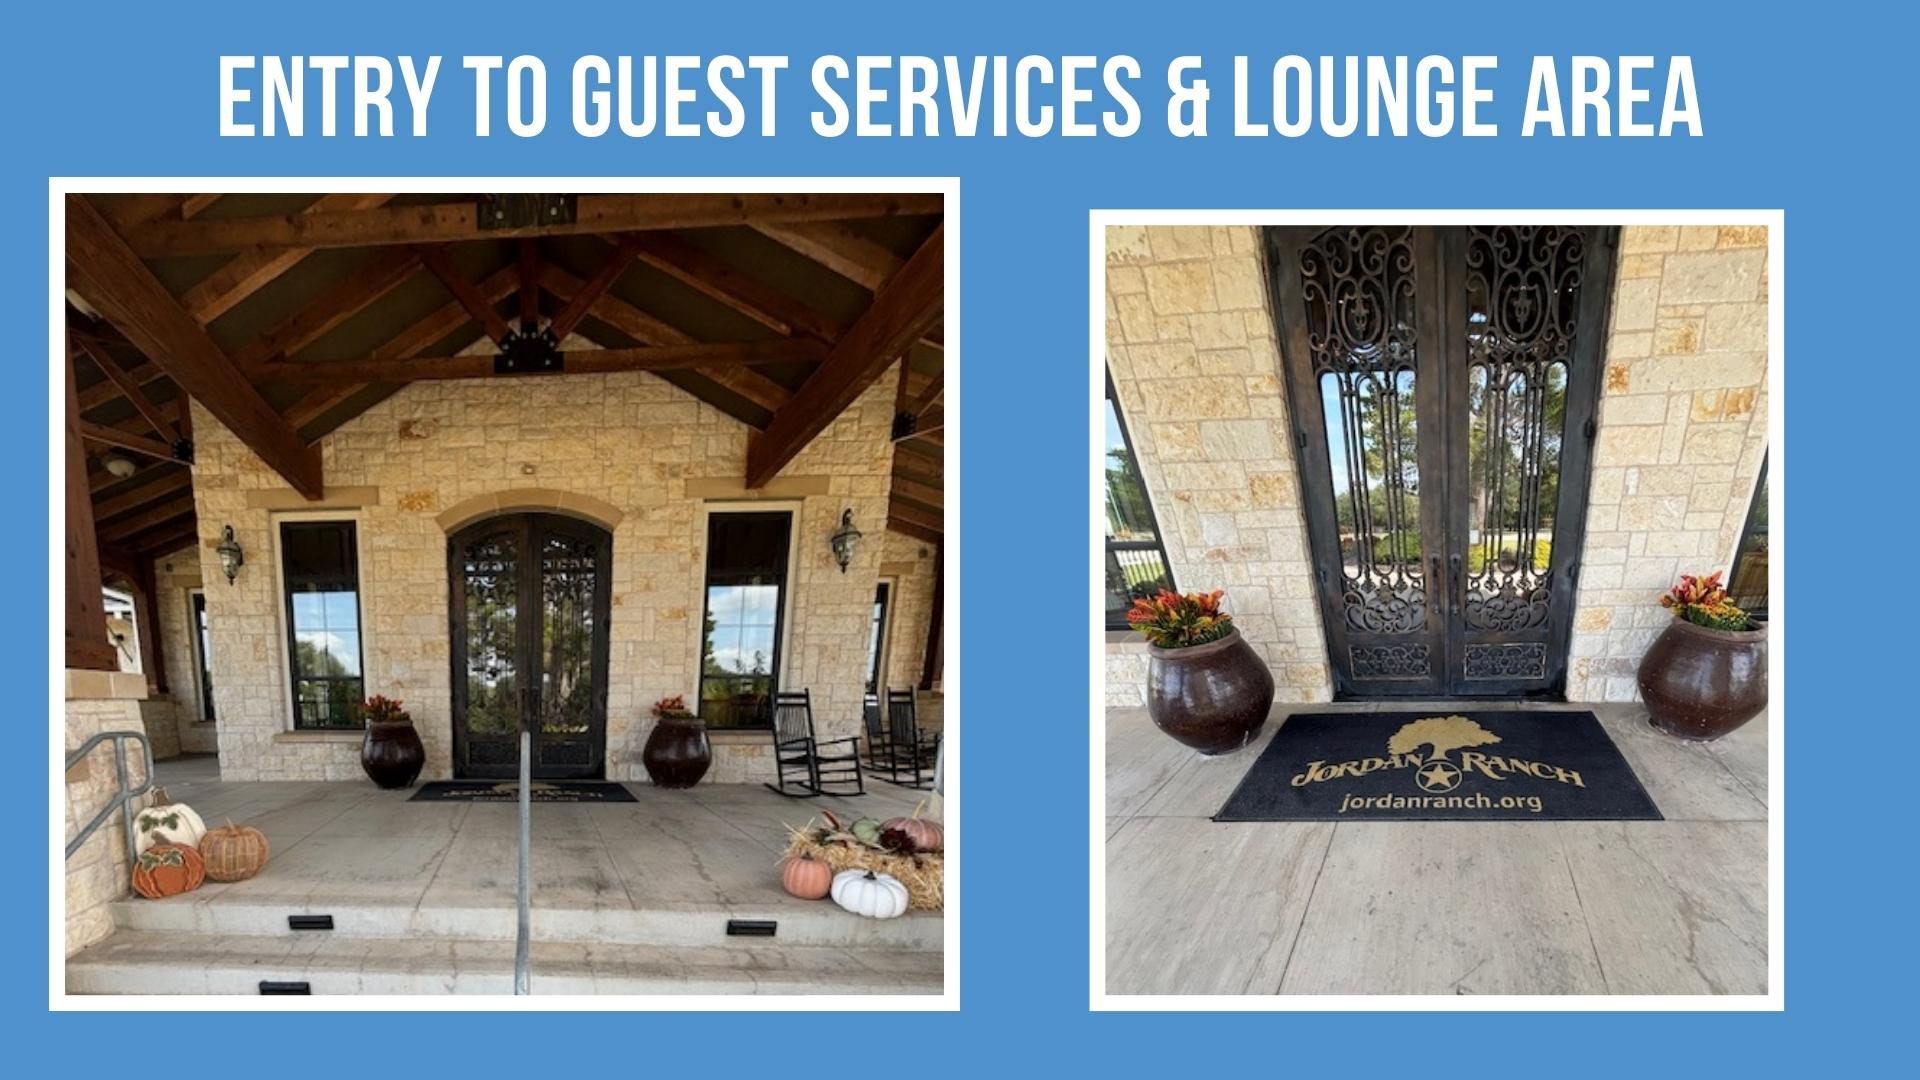 ENTRY TO GUEST SERVICES & LOUNGE AREA
JORDAN RANCH
jordanranch.org